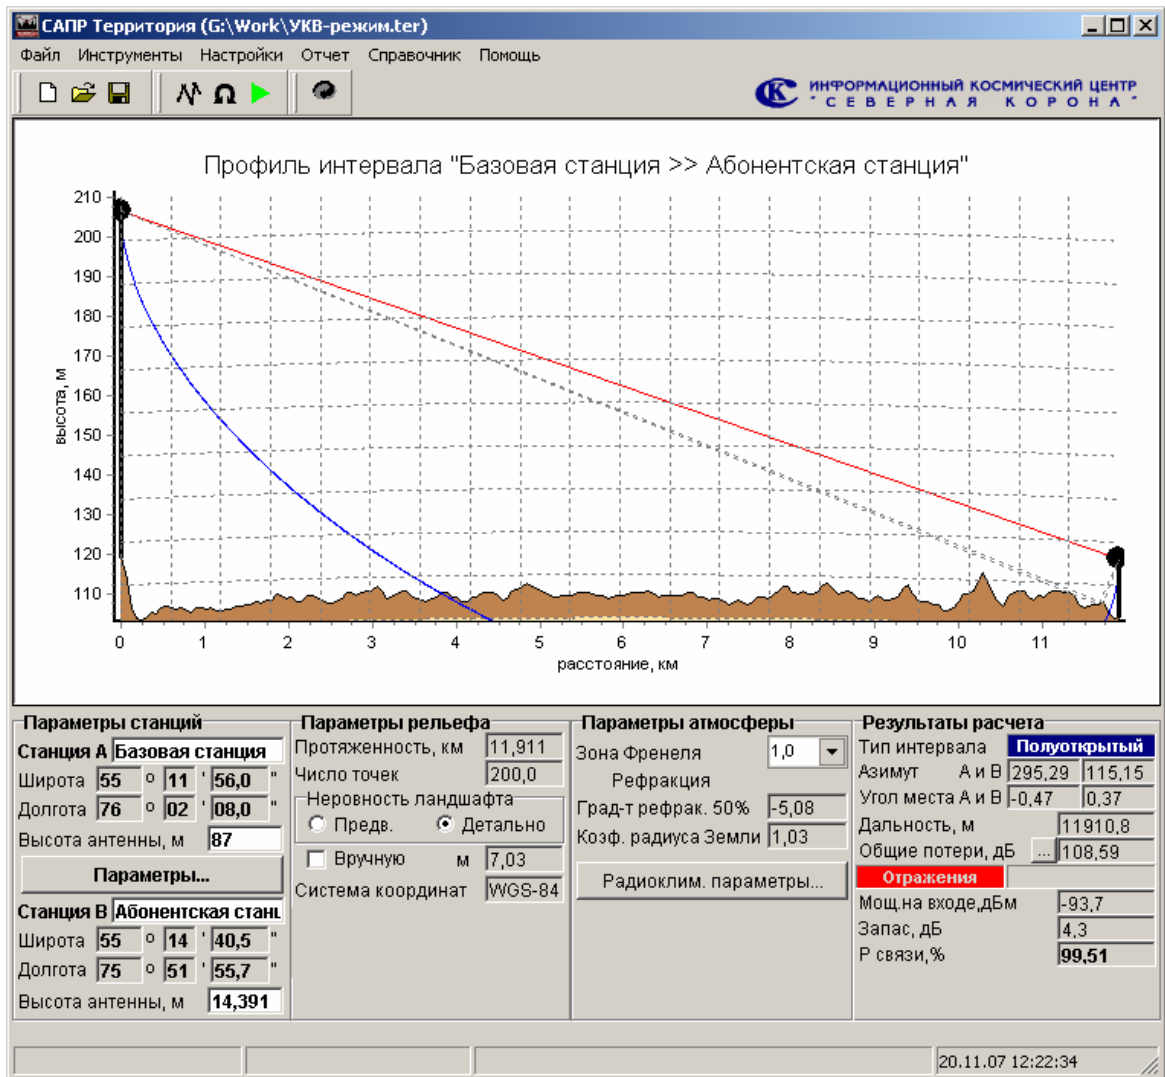 САПР Территория (G:\Work\УКВ-режим.ter)
Файл Инструменты Настройки Отчет Справочник Помощь
ИНФОРМАЦИОННЫЙ КОСМИЧЕСКИЙ ЦЕНТР
"СЕВЕРНАЯ КОРОНА"
Профиль интервала "Базовая станция >> Абонентская станция"
210
200
190
180
170
160
150
140
130
120
110
высота, м
0 1 2 3 4 5 6 7 8 9 10 11
расстояние, км
Параметры станций
Станция А Базовая станция
Широта 55 º 11 ' 56,0 "
Долгота 76 º 02 ' 08,0 "
Высота антенны, м 87
Параметры...
Станция В Абонентская станц
Широта 55 º 14 ' 40,5 "
Долгота 75 º 51 ' 55,7 "
Высота антенны, м 14,391
Параметры рельефа
Протяженность, км 11,911
Число точек 200,0
Неровность ландшафта
Предв. Детально
Вручную м 7,03
Система координат WGS-84
Параметры атмосферы
Зона Френеля 1,0
Рефракция
Град-т рефрак. 50% -5,08
Коэф. радиуса Земли 1,03
Радиоклим. параметры...
Результаты расчета
Тип интервала Полуоткрытый
Азимут А и В 295,29 115,15
Угол места А и В -0,47 0,37
Дальность, м 11910,8
Общие потери, дБ ... 108,59
Отражения
Мощ.на входе,дБм -93,7
Запас, дБ 4,3
Р связи,% 99,51
20.11.07 12:22:34